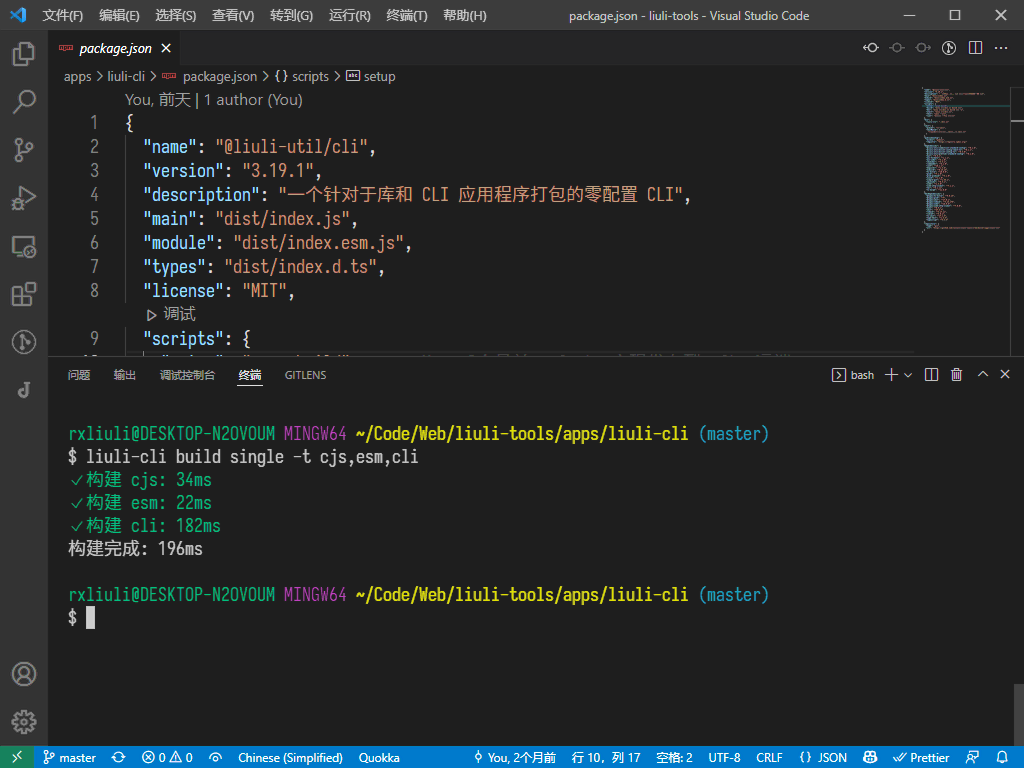 文件(F) 编辑(E) 选择(S) 查看(V) 转到(G) 运行(R) 终端(T) 帮助(H) package.json - liuli-tools - Visual Studio Code
package.json
apps > liuli-cli > package.json > {} scripts > setup
You, 前天 | 1 author (You)
1 {
2 "name": "@liuli-util/cli",
3 "version": "3.19.1",
4 "description": "一个针对于库和 CLI 应用程序打包的零配置 CLI",
5 "main": "dist/index.js",
6 "module": "dist/index.esm.js",
7 "types": "dist/index.d.ts",
8 "license": "MIT",
调试
9 "scripts": {
问题 输出 调试控制台 终端 GITLENS bash
rxliuli@DESKTOP-N2OVOUM MINGW64 ~/Code/Web/liuli-tools/apps/liuli-cli (master)
$ liuli-cli build single -t cjs,esm,cli
✓构建 cjs: 34ms
✓构建 esm: 22ms
✓构建 cli: 182ms
构建完成: 196ms
rxliuli@DESKTOP-N2OVOUM MINGW64 ~/Code/Web/liuli-tools/apps/liuli-cli (master)
$
master 0 0 Chinese (Simplified) Quokka You, 2个月前 行 10，列 17 空格: 2 UTF-8 CRLF {} JSON Prettier